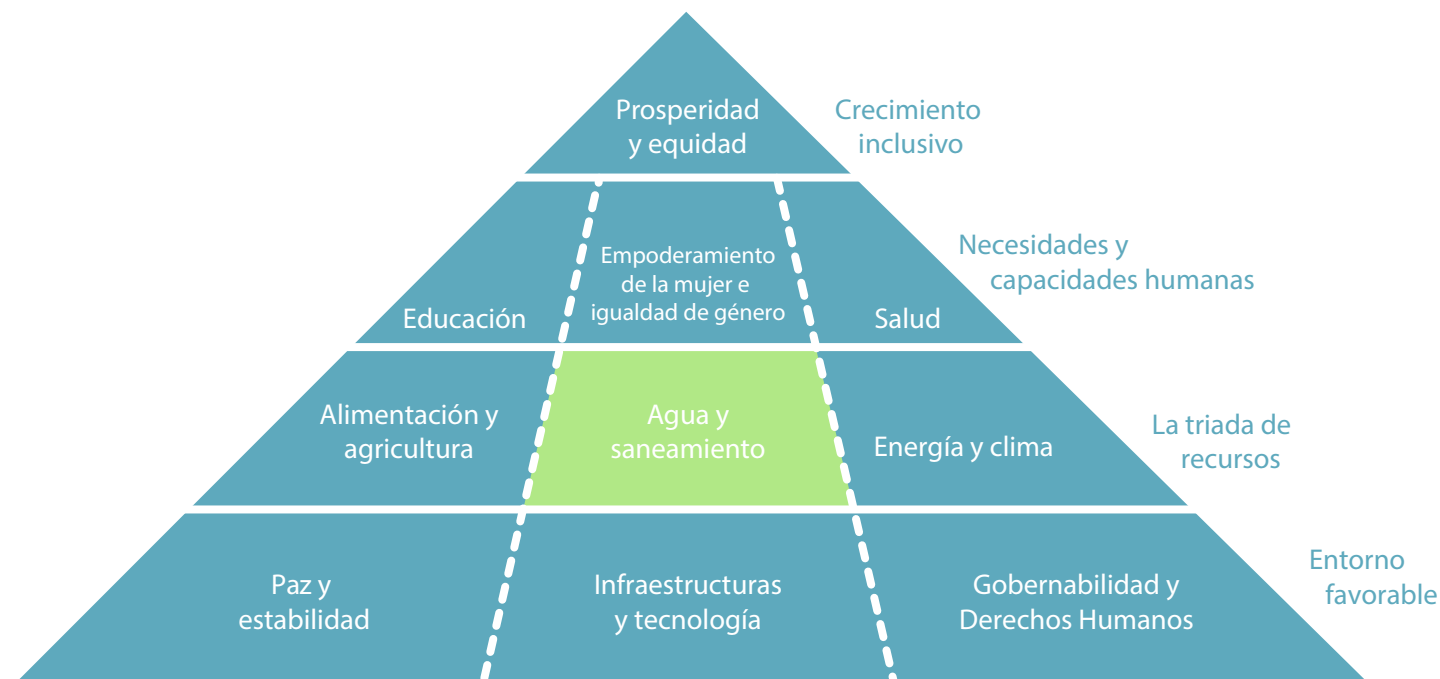 Prosperidad
y equidad
Crecimiento
inclusivo
Educación
Empoderamiento
de la mujer e
igualdad de género
Salud
Necesidades y
capacidades humanas
Alimentación y
agricultura
Agua y
saneamiento
Energía y clima
La triada de
recursos
Paz y
estabilidad
Infraestructuras
y tecnología
Gobernabilidad y
Derechos Humanos
Entorno
favorable